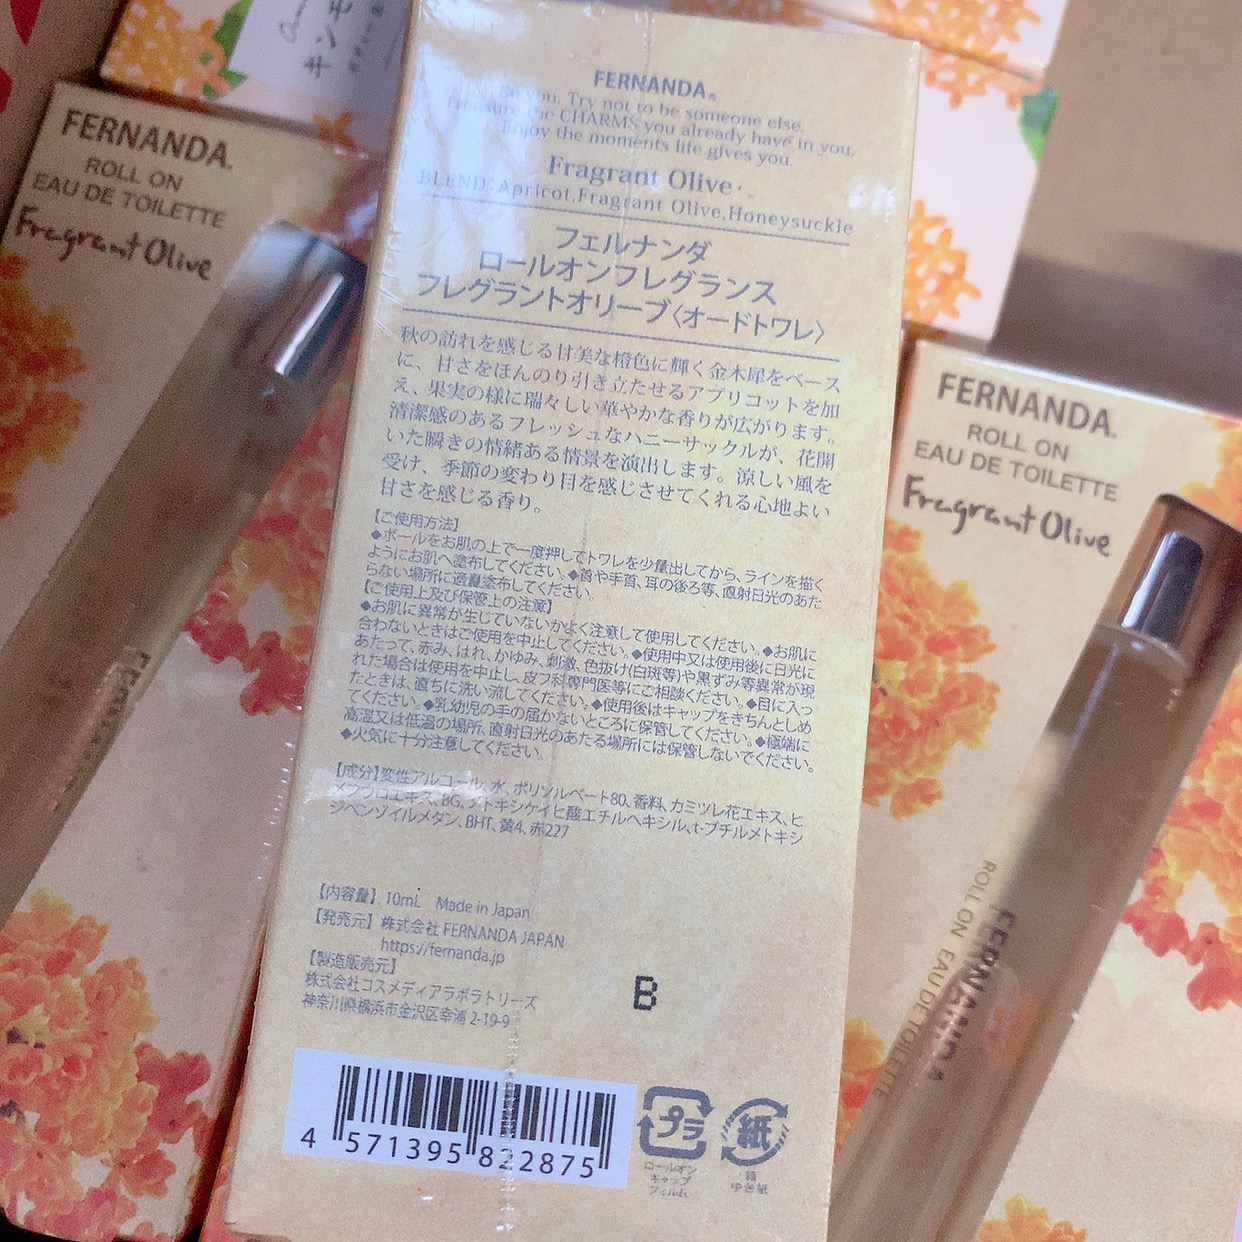 FERNANDA.
ROLL ON
EAU DE TOILETTE
Fragrant Olive
キンモ
FERNANDA®
Be You. Try not to be someone else.
Treasure the CHARMS you already have in you.
Enjoy the moments life gives you.
Fragrant Olive
BLEND: Apricot,Fragrant Olive,Honeysuckle
フェルナンダ
ロールオンフレグランス
フレグラントオリーブ〈オードトワレ〉
秋の訪れを感じる甘美な橙色に輝く金木犀をベース
に、甘さをほんのり引き立たせるアプリコットを加
え、果実の様に瑞々しい華やかな香りが広がります。
清潔感のあるフレッシュなハニーサックルが、花開
いた瞬きの情緒ある情景を演出します。涼しい風を
受け、季節の変わり目を感じさせてくれる心地よい
甘さを感じる香り。
【ご使用方法】
◆ボールをお肌の上で一度押してトワレを少量出してから、ラインを描く
ようにお肌へ塗布してください。◆首や手首、耳の後ろ等、直射日光のあた
らない場所に適量塗布してください。
【ご使用上及び保管上の注意】
◆お肌に異常が生じていないかよく注意して使用してください。◆お肌に
合わないときはご使用を中止してください。◆使用中又は使用後に日光に
あたって、赤み、はれ、かゆみ、刺激、色抜け(白斑等)や黒ずみ等異常が現
れた場合は使用を中止し、皮フ科専門医等にご相談ください。◆目に入っ
たときは、直ちに洗い流してください。◆使用後はキャップをきちんとしめ
てください。◆乳幼児の手の届かないところに保管してください。◆極端に
高温又は低温の場所、直射日光のあたる場所には保管しないでください。
◆火気に十分注意してください。
【成分】変性アルコール、水、ポリソルベート80、香料、カミツレ花エキス、ヒ
メフウロエキス、BG、メトキシケイヒ酸エチルヘキシル、t-ブチルメトキシ
ジベンゾイルメタン、BHT、黄4、赤227
【内容量】10mL Made in Japan
【発売元】株式会社 FERNANDA JAPAN
https://fernanda.jp
【製造販売元】
株式会社コスメディアラボラトリーズ
神奈川県横浜市金沢区幸浦 2-19-9
B
4 571395 822875
プラ
ロールオン
キャップ
フィルム
紙
箱
中台紙
FERNANDA.
ROLL ON
EAU DE TOILETTE
Fragrant Olive
FERNANDA
ROLL ON EAU DE TOILETTE